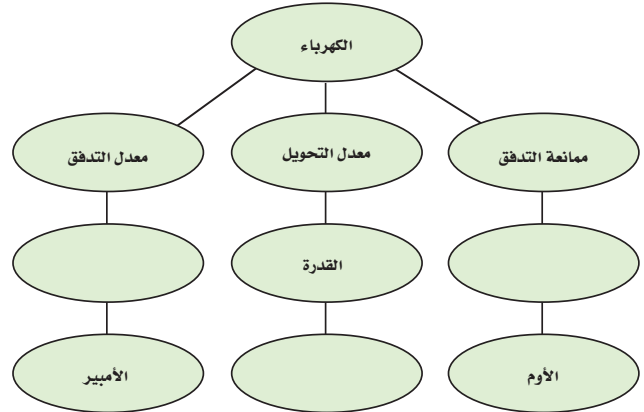 الكهرباء
ممانعة التدفق
معدل التحويل
معدل التدفق
القدرة
الأوم
الأمبير